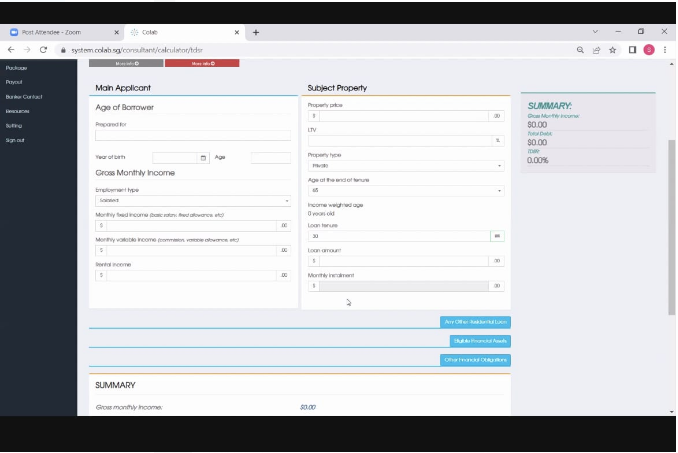 Post Attendee - Zoom
Colab
system.colab.sg/consultant/calculator/tdsr
Package
Payout
Banker Contact
Resources
Setting
Sign out
More info
More info
Main Applicant
Age of Borrower
Prepared for
Year of birth
Age
Gross Monthly Income
Employment type
Salaried
Monthly fixed income (basic salary, fixed allowance, etc)
$ .00
Monthly variable income (commission, variable allowance, etc)
$ .00
Rental income
$ .00
Subject Property
Property price
$ .00
LTV
%
Property type
Private
Age at the end of tenure
65
Income weighted age
0 years old
Loan tenure
30
Loan amount
$ .00
Monthly instalment
$ .00
SUMMARY:
Gross Monthly Income:
$0.00
Total Debt:
$0.00
TDSR:
0.00%
Any Other Residential Loan
Eligible Financial Assets
Other Financial Obligations
SUMMARY
Gross monthly income: $0.00